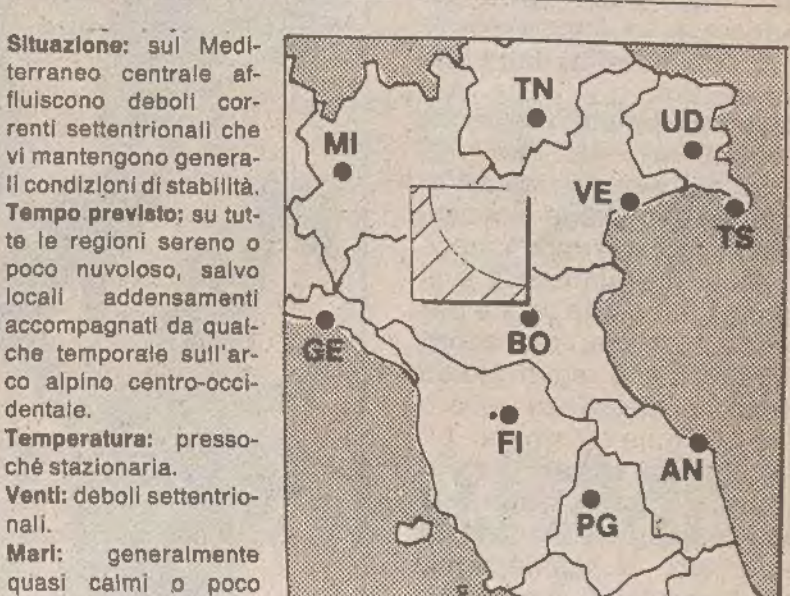 Situazione: sul Medi-
terraneo centrale af-
fluiscono deboli cor-
renti settentrionali che
vi mantengono genera-
li condizioni di stabilità.
Tempo previsto: su tut-
te le regioni sereno o
poco nuvoloso, salvo
locali addensamenti
accompagnati da qual-
che temporale sull'ar-
co alpino centro-occi-
dentale.
Temperatura: presso-
ché stazionaria.
Venti: deboli settentrio-
nali.
Mari: generalmente
quasi calmi o poco
TN
UD
MI
VE
TS
GE
BO
FI
AN
PG